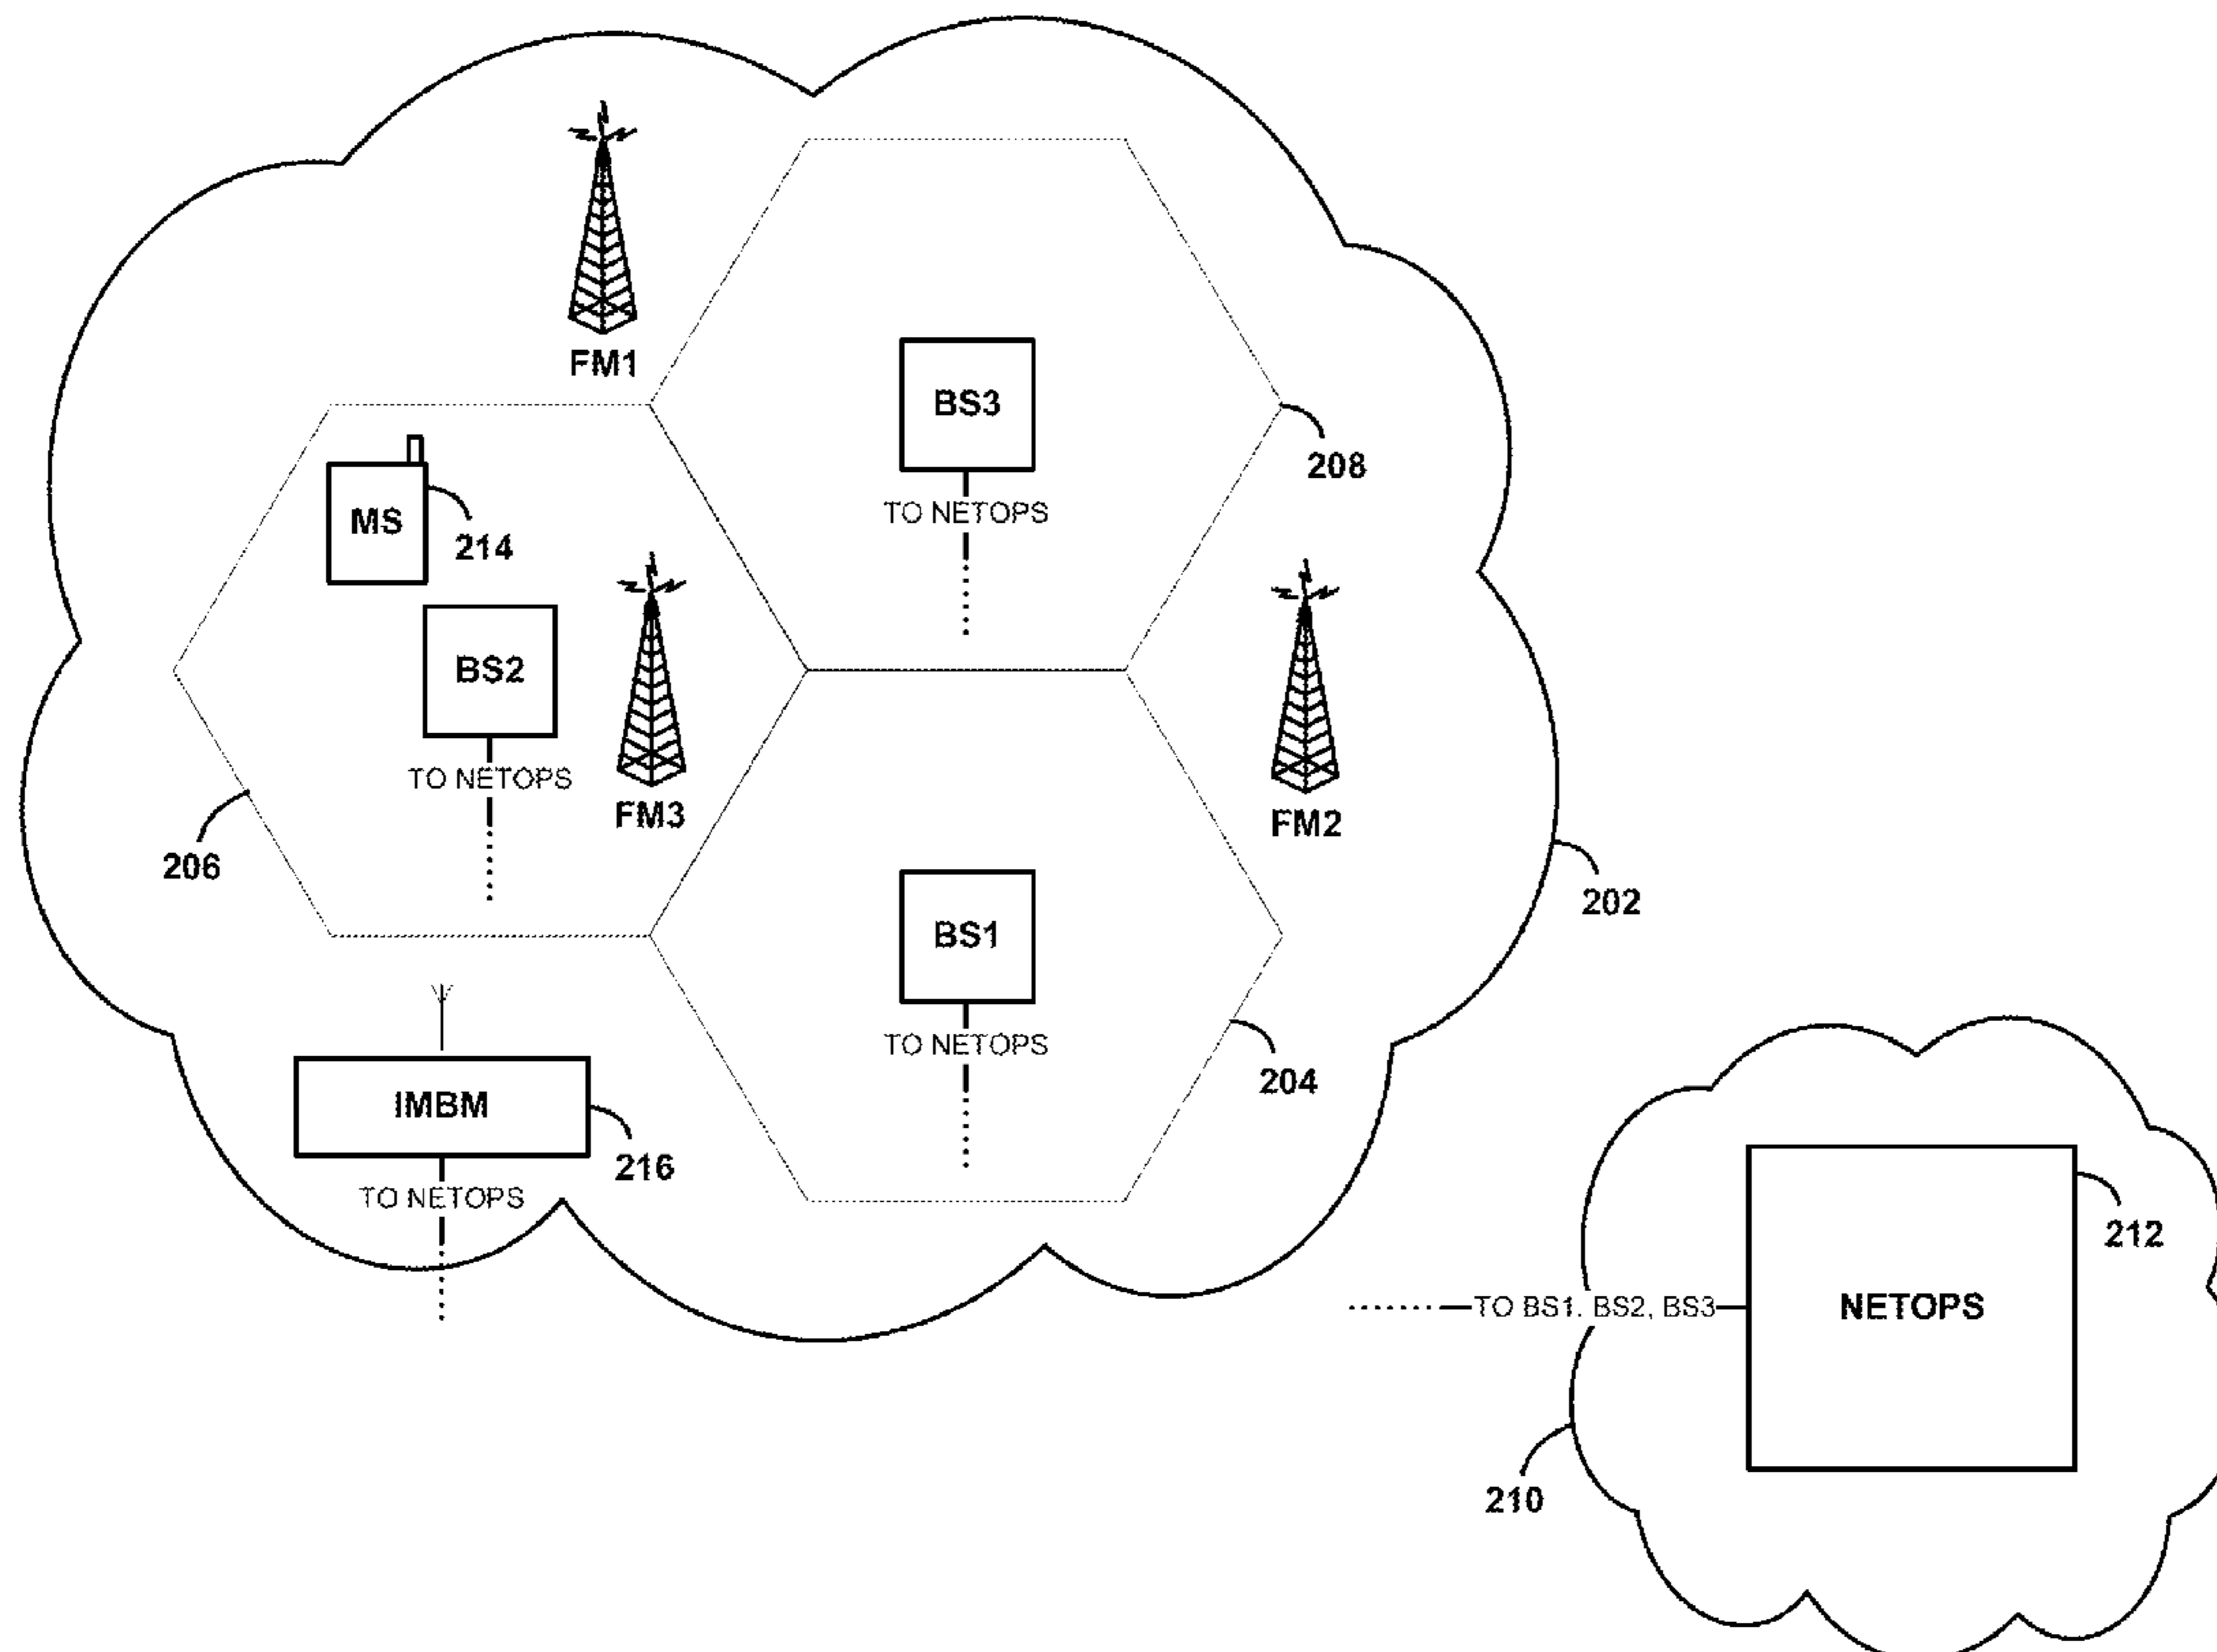 FM1
BS3
208
TO NETOPS
MS
214
BS2
TO NETOPS
FM3
FM2
206
202
BS1
TO NETOPS
204
IMBM
216
TO NETOPS
212
TO BS1. BS2, BS3
NETOPS
210